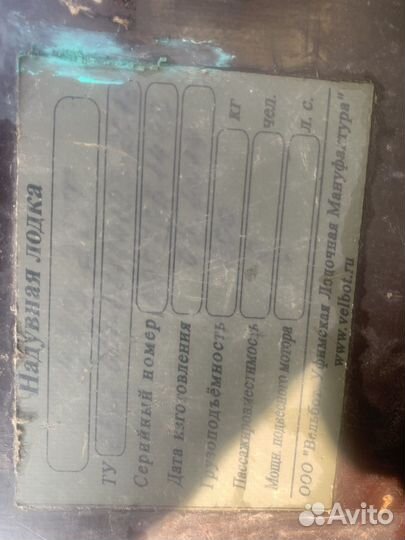 Надувная лодка
ТУ
Серийный номер
Дата изготовления
Грузоподъёмность кг
Пассажировместимость чел.
Мощн. подвесного мотора л. с.
ООО "Вельбот Уфимская Лодочная Мануфактура"
www.velbot.ru
Avito